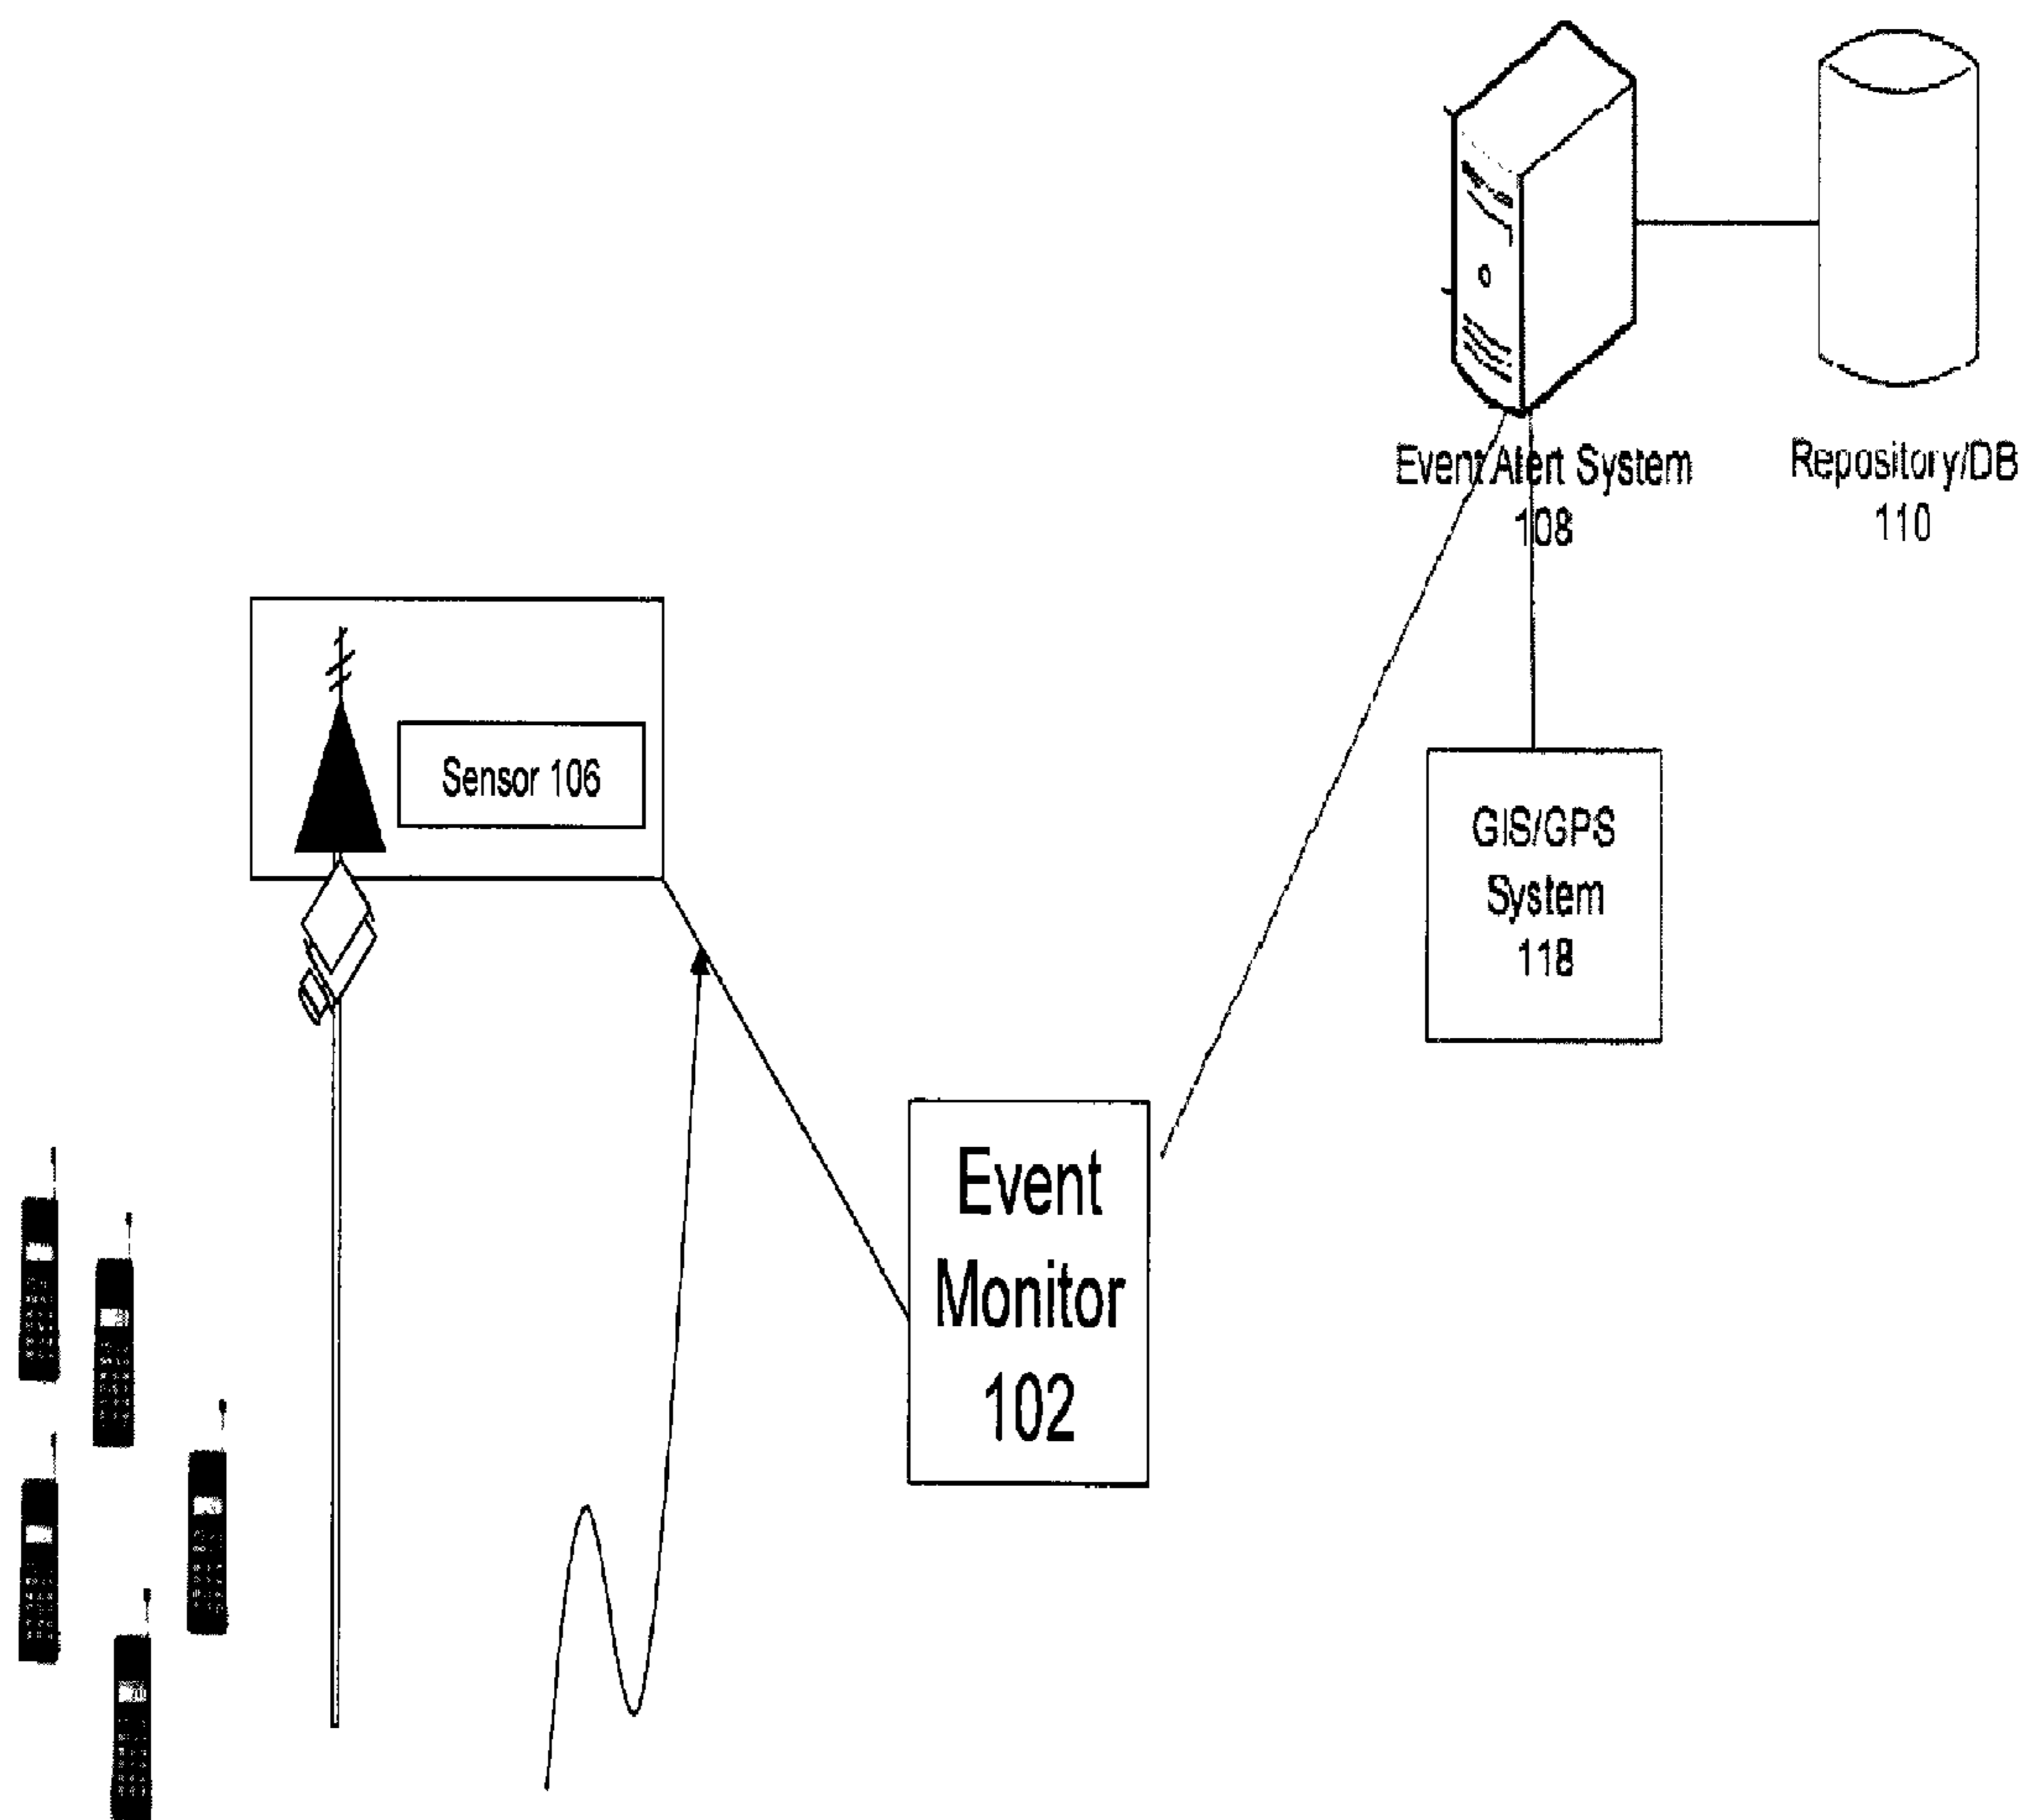 Event Alert System
108
Repository/DB
110
Sensor 106
GIS/GPS
System
118
Event
Monitor
102